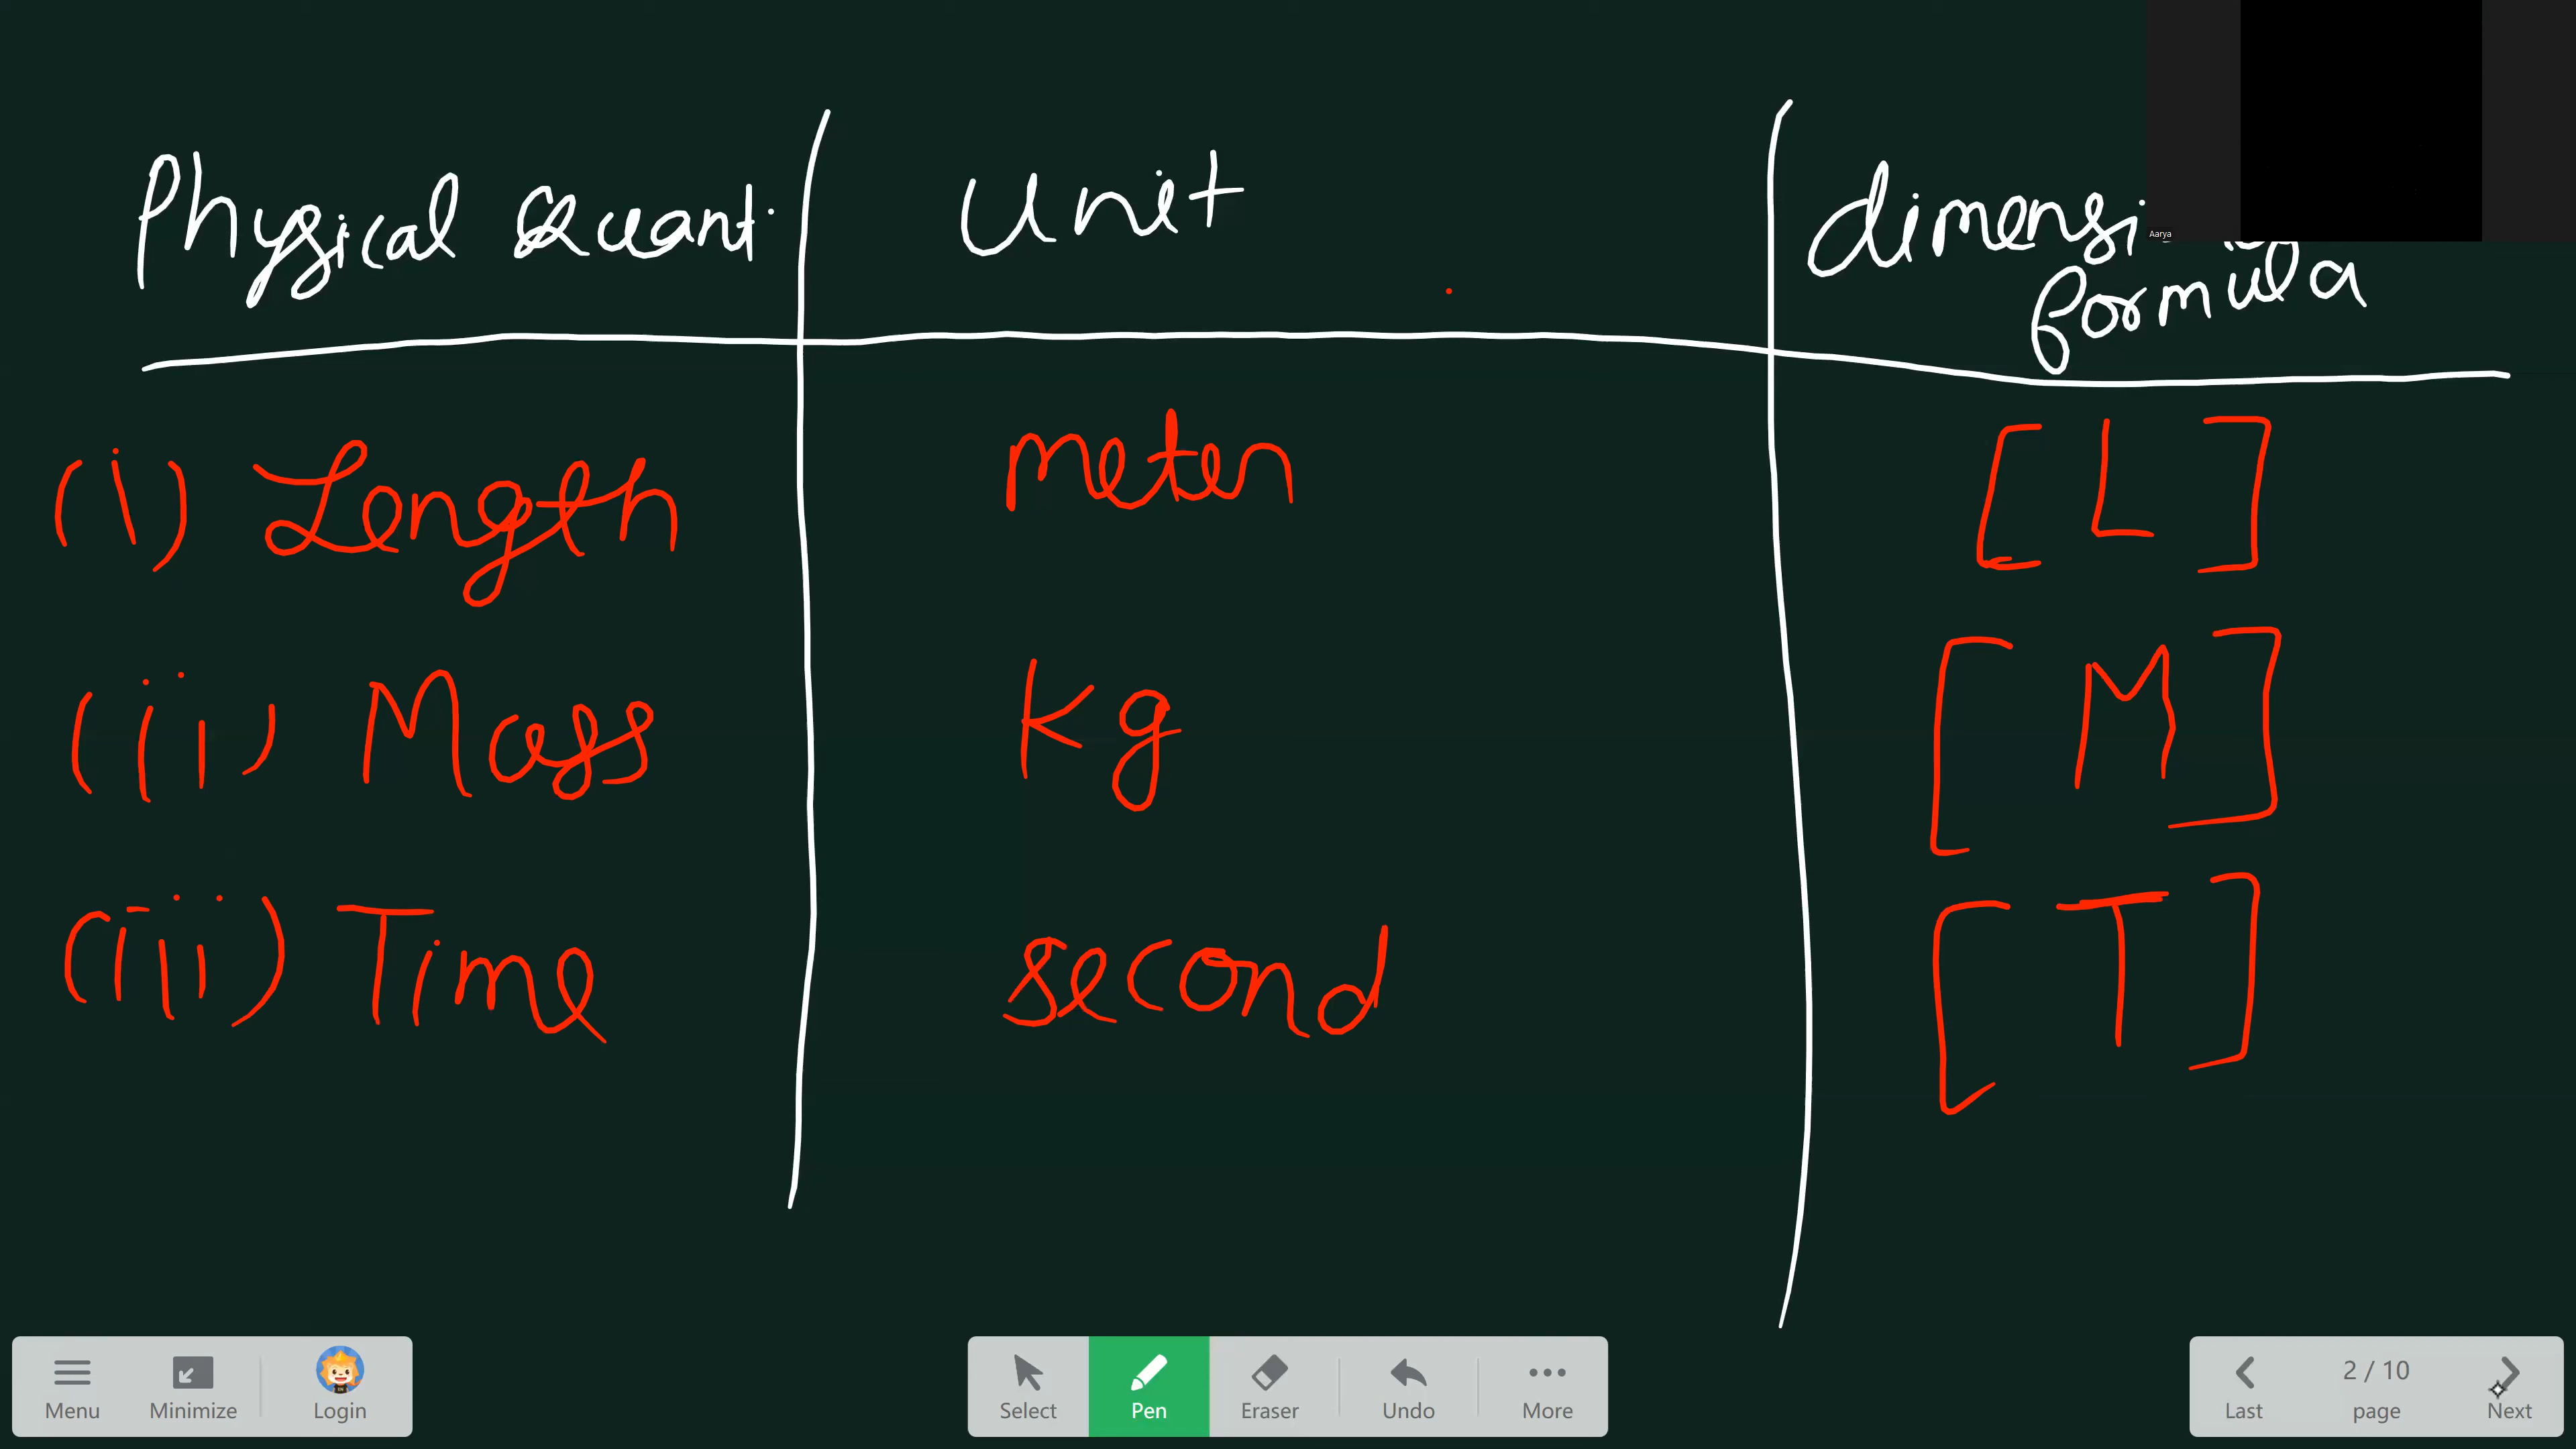 Physical Quanti Unit dimensi
formula
(i) Length meter [ L ]
(ii) Mass Kg [ M ]
(iii) Time second [ T ]
Aarya
Menu Minimize Login Select Pen Eraser Undo More Last 2 / 10 page Next